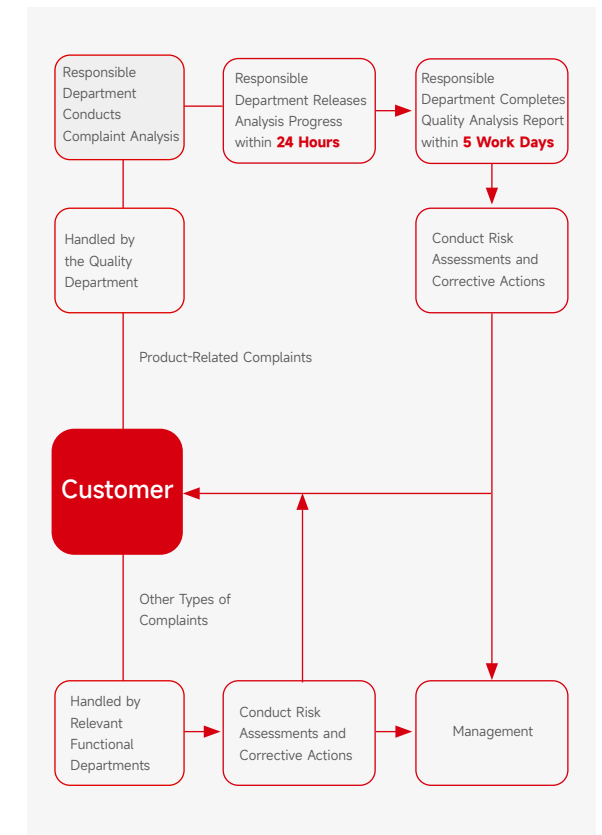 Responsible
Department
Conducts
Complaint Analysis
Responsible
Department Releases
Analysis Progress
within 24 Hours
Responsible
Department Completes
Quality Analysis Report
within 5 Work Days
Handled by
the Quality
Department
Conduct Risk
Assessments and
Corrective Actions
Product-Related Complaints
Customer
Other Types of
Complaints
Handled by
Relevant
Functional
Departments
Conduct Risk
Assessments and
Corrective Actions
Management